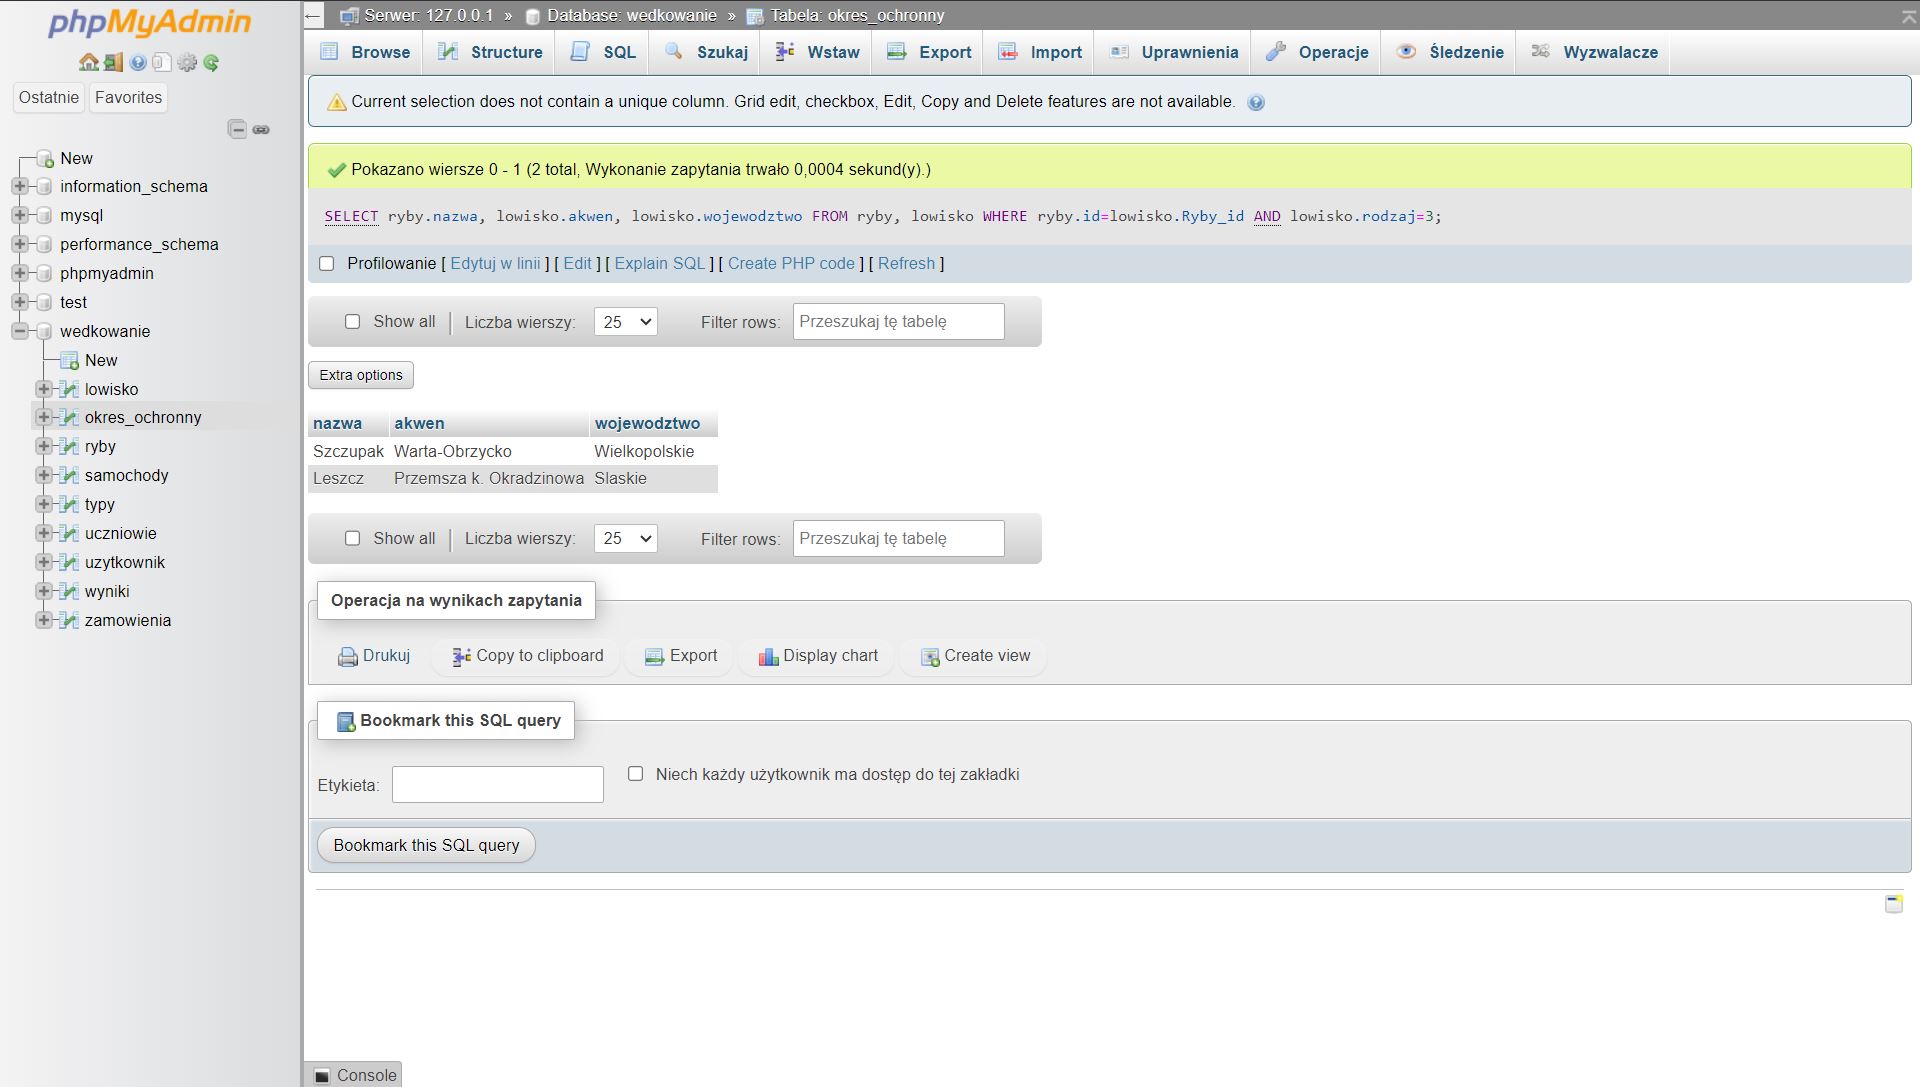 phpMyAdmin
Ostatnie Favorites
New
information_schema
mysql
performance_schema
phpmyadmin
test
wedkowanie
New
lowisko
okres_ochronny
ryby
samochody
typy
uczniowie
uzytkownik
wyniki
zamowienia
Serwer: 127.0.0.1 » Database: wedkowanie » Tabela: okres_ochronny
Browse Structure SQL Szukaj Wstaw Export Import Uprawnienia Operacje Śledzenie Wyzwalacze
Current selection does not contain a unique column. Grid edit, checkbox, Edit, Copy and Delete features are not available.
Pokazano wiersze 0 - 1 (2 total, Wykonanie zapytania trwało 0,0004 sekund(y).)
SELECT ryby.nazwa, lowisko.akwen, lowisko.wojewodztwo FROM ryby, lowisko WHERE ryby.id=lowisko.Ryby_id AND lowisko.rodzaj=3;
Profilowanie [ Edytuj w linii ] [ Edit ] [ Explain SQL ] [ Create PHP code ] [ Refresh ]
Show all Liczba wierszy: 25 Filter rows: Przeszukaj tę tabelę
Extra options
nazwa akwen wojewodztwo
Szczupak Warta-Obrzycko Wielkopolskie
Leszcz Przemsza k. Okradzinowa Slaskie
Show all Liczba wierszy: 25 Filter rows: Przeszukaj tę tabelę
Operacja na wynikach zapytania
Drukuj Copy to clipboard Export Display chart Create view
Bookmark this SQL query
Etykieta: Niech każdy użytkownik ma dostęp do tej zakładki
Bookmark this SQL query
Console